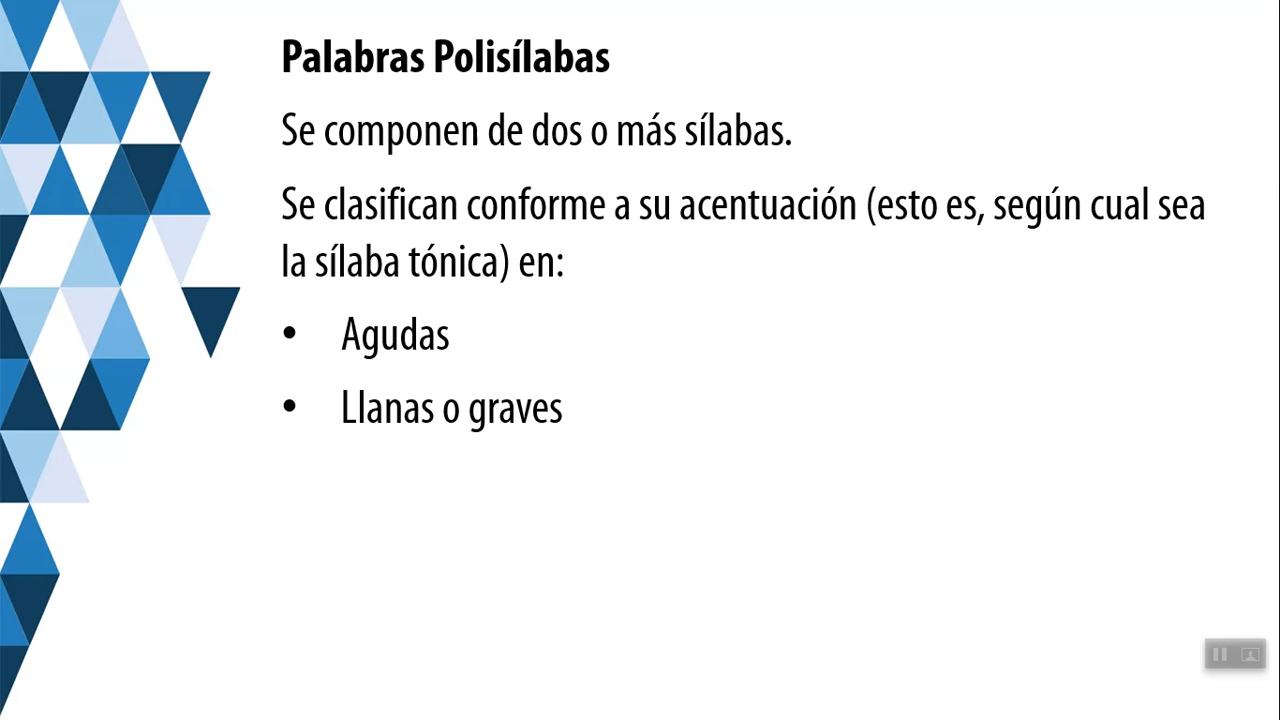 Palabras Polisílabas
Se componen de dos o más sílabas.
Se clasifican conforme a su acentuación (esto es, según cual sea
la sílaba tónica) en:
• Agudas
• Llanas o graves